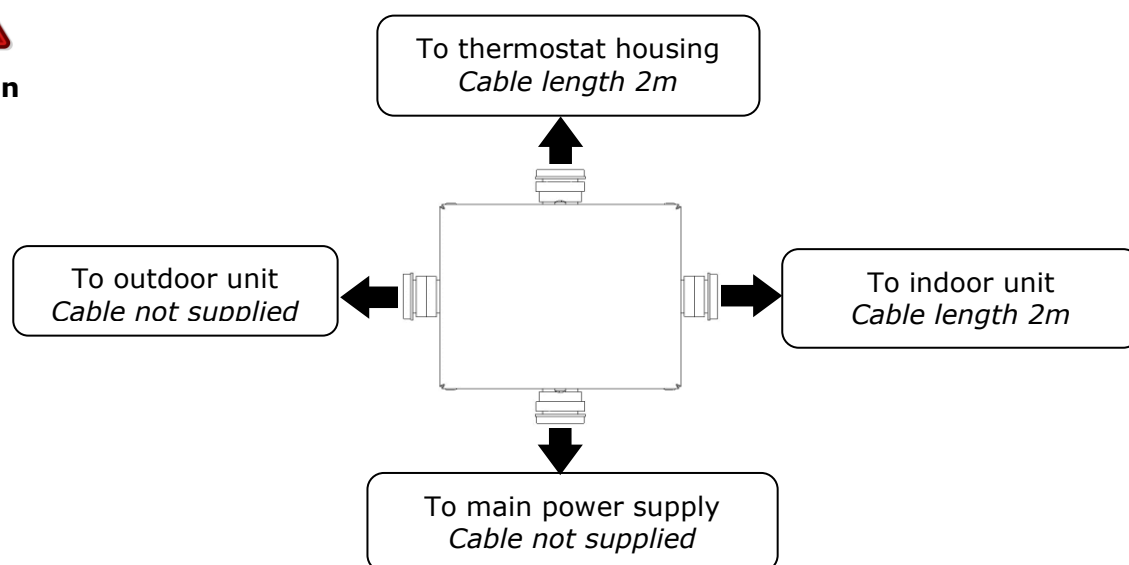 To thermostat housing
Cable length 2m
n
To outdoor unit
Cable not supplied
To indoor unit
Cable length 2m
To main power supply
Cable not supplied